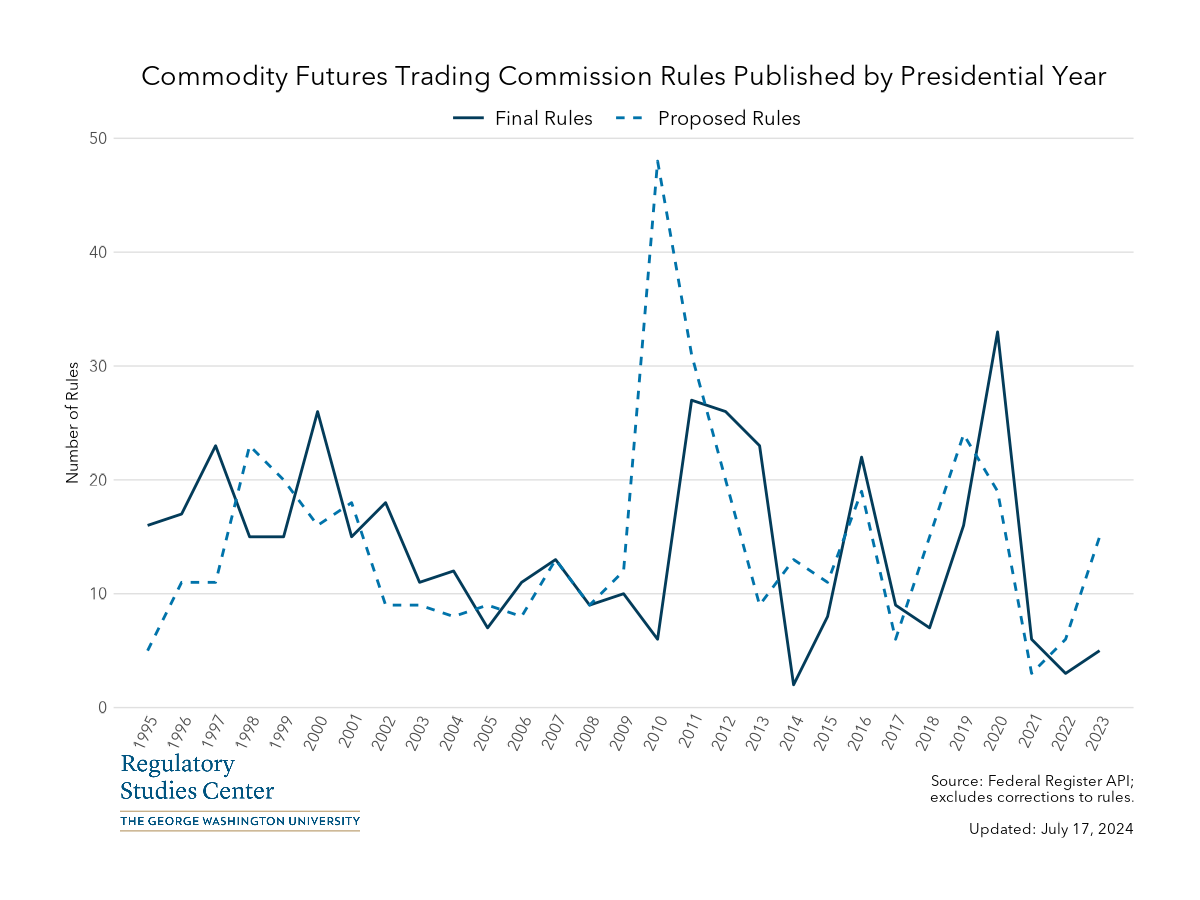 Commodity Futures Trading Commission Rules Published by Presidential Year
Final Rules Proposed Rules
50
40
30
20
10
0
Number of Rules
1995 1996 1997 1998 1999 2000 2001 2002 2003 2004 2005 2006 2007 2008 2009 2010 2011 2012 2013 2014 2015 2016 2017 2018 2019 2020 2021 2022 2023
Regulatory
Studies Center
THE GEORGE WASHINGTON UNIVERSITY
Source: Federal Register API;
excludes corrections to rules.
Updated: July 17, 2024